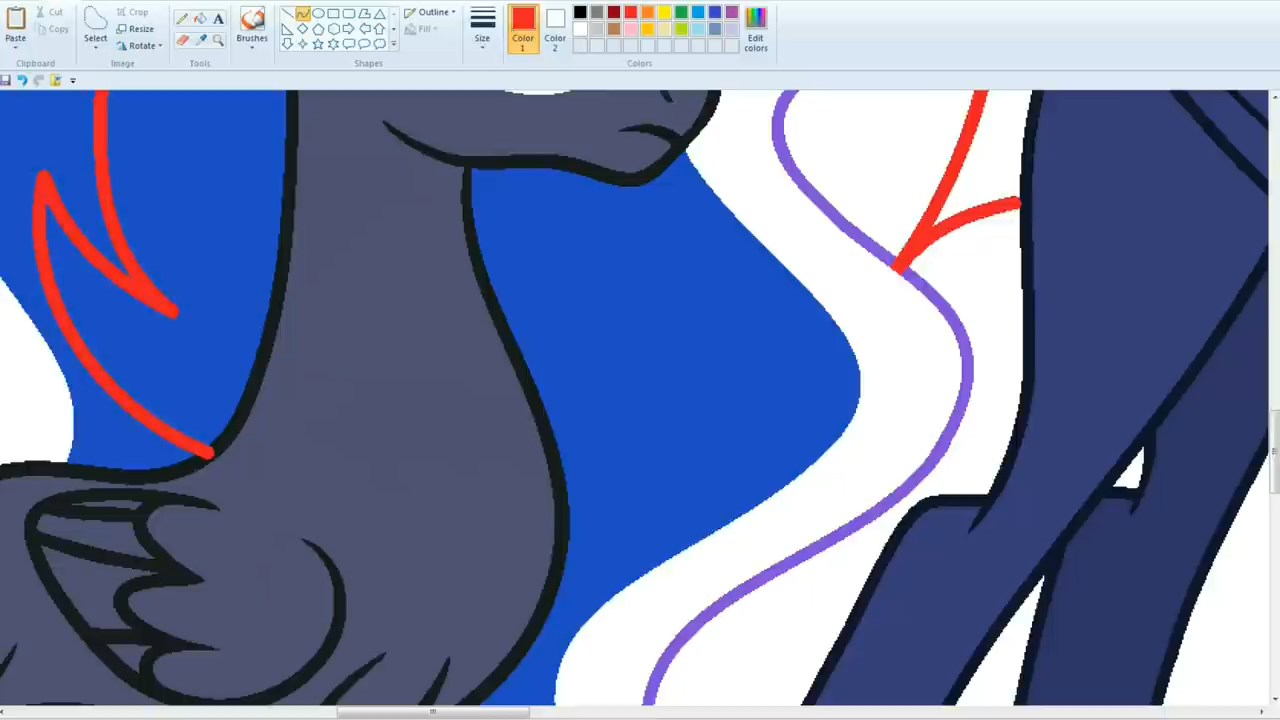 Paste
Cut
Copy
Clipboard
Select
Crop
Resize
Rotate
Image
A
Tools
Brushes
Outline
Fill
Shapes
Size
Color
1
Color
2
Edit
colors
Colors